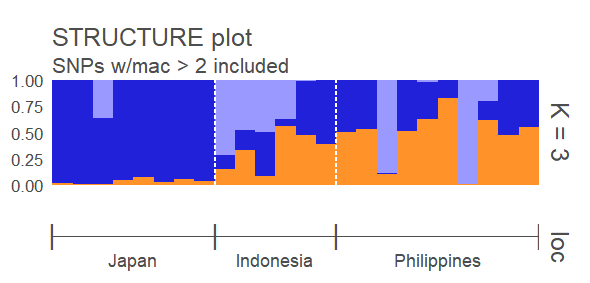 STRUCTURE plot
SNPs w/mac > 2 included
1.00
0.75
0.50
0.25
0.00
K = 3
Japan
Indonesia
Philippines
loc